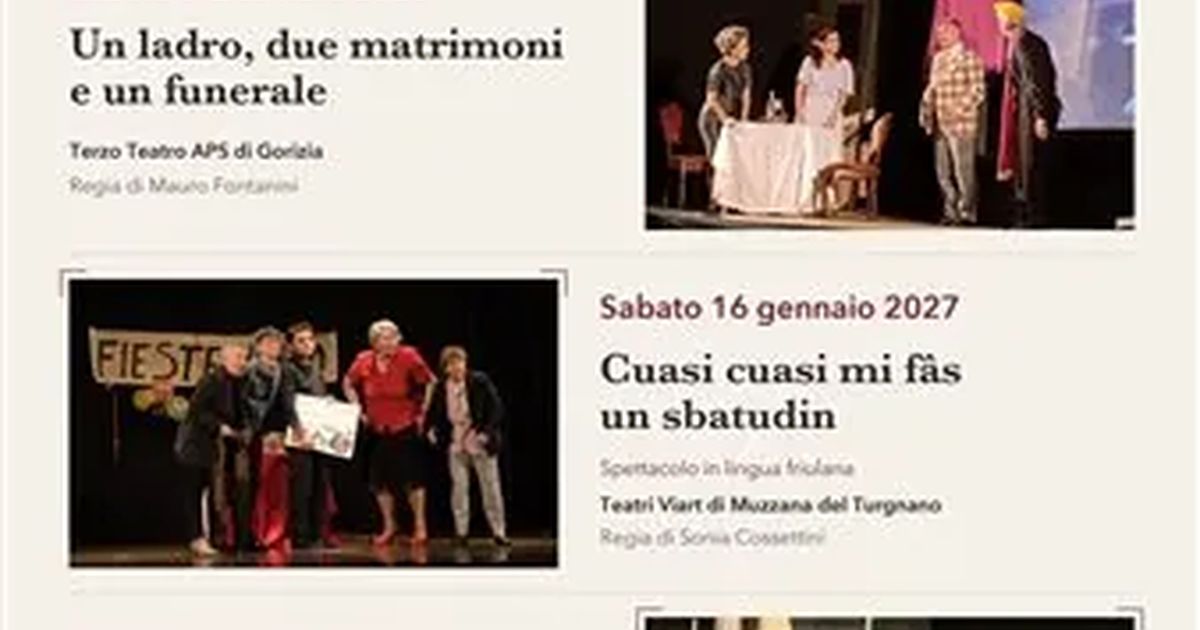 Un ladro, due matrimoni
e un funerale
Terzo Teatro APS di Gorizia
Regia di Mauro Fontanini
FIESTE
Sabato 16 gennaio 2027
Cuasi cuasi mi fâs
un sbatudin
Spettacolo in lingua friulana
Teatri Viart di Muzzana del Turgnano
Regia di Sonia Cossettini